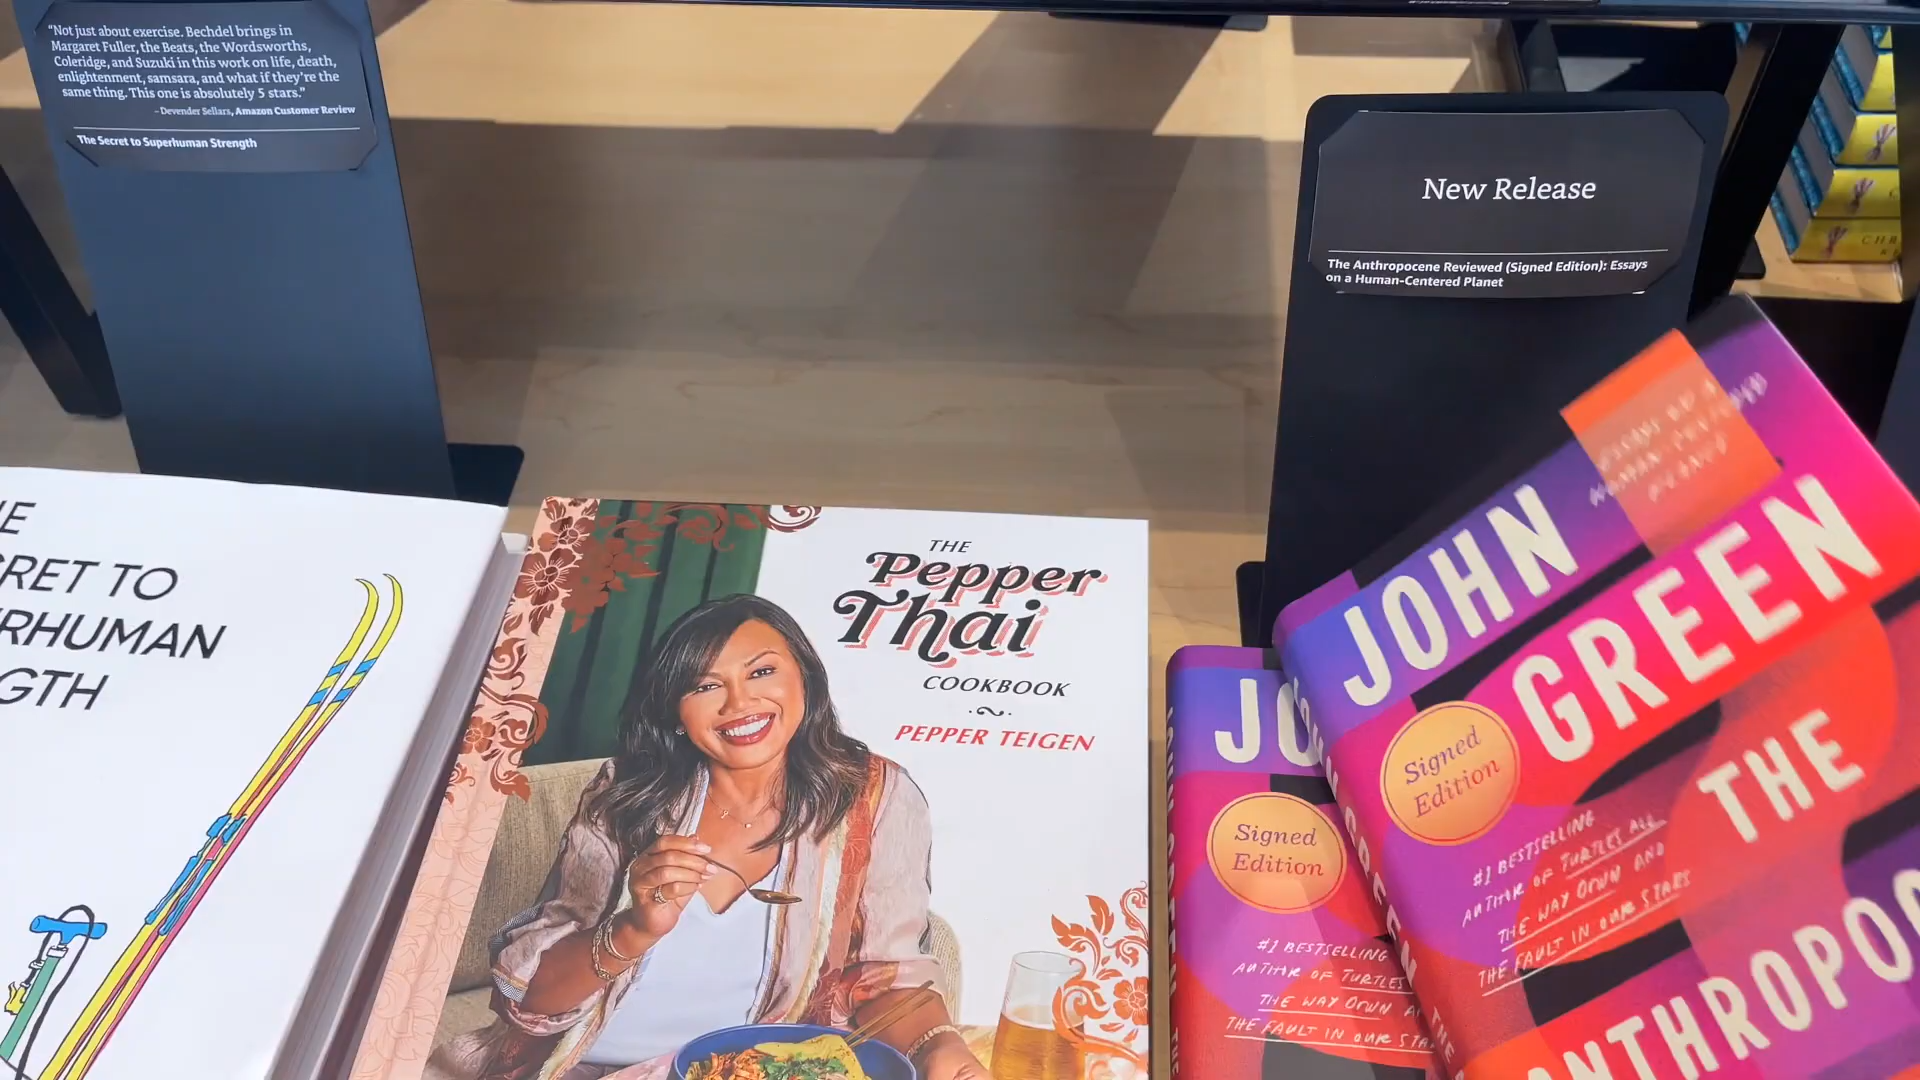 “Not just about exercise. Bechdel brings in
Margaret Fuller, the Beats, the Wordsworths,
Coleridge, and Suzuki in this work on life, death,
enlightenment, samsara, and what if they're the
same thing. This one is absolutely 5 stars.”
- Devender Sellars, Amazon Customer Review
The Secret to Superhuman Strength
New Release
The Anthropocene Reviewed (Signed Edition): Essays
on a Human-Centered Planet
RET TO
RHUMAN
GTH
THE
Pepper
Thai
COOKBOOK
PEPPER TEIGEN
JO
Signed
Edition
#1 BESTSELLING
AUTHOR OF TURTLES
THE WAY DOWN A
THE FAULT IN OUR STA
JOHN
GREEN
Signed
Edition
THE
#1 BESTSELLING
AUTHOR OF TURTLES ALL
THE WAY DOWN AND
THE FAULT IN OUR STARS
ANTHROPOC